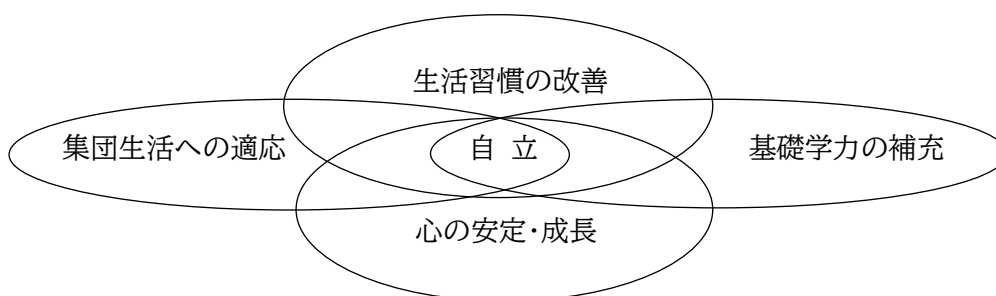 生活習慣の改善
集団生活への適応
自 立
基礎学力の補充
心の安定・成長